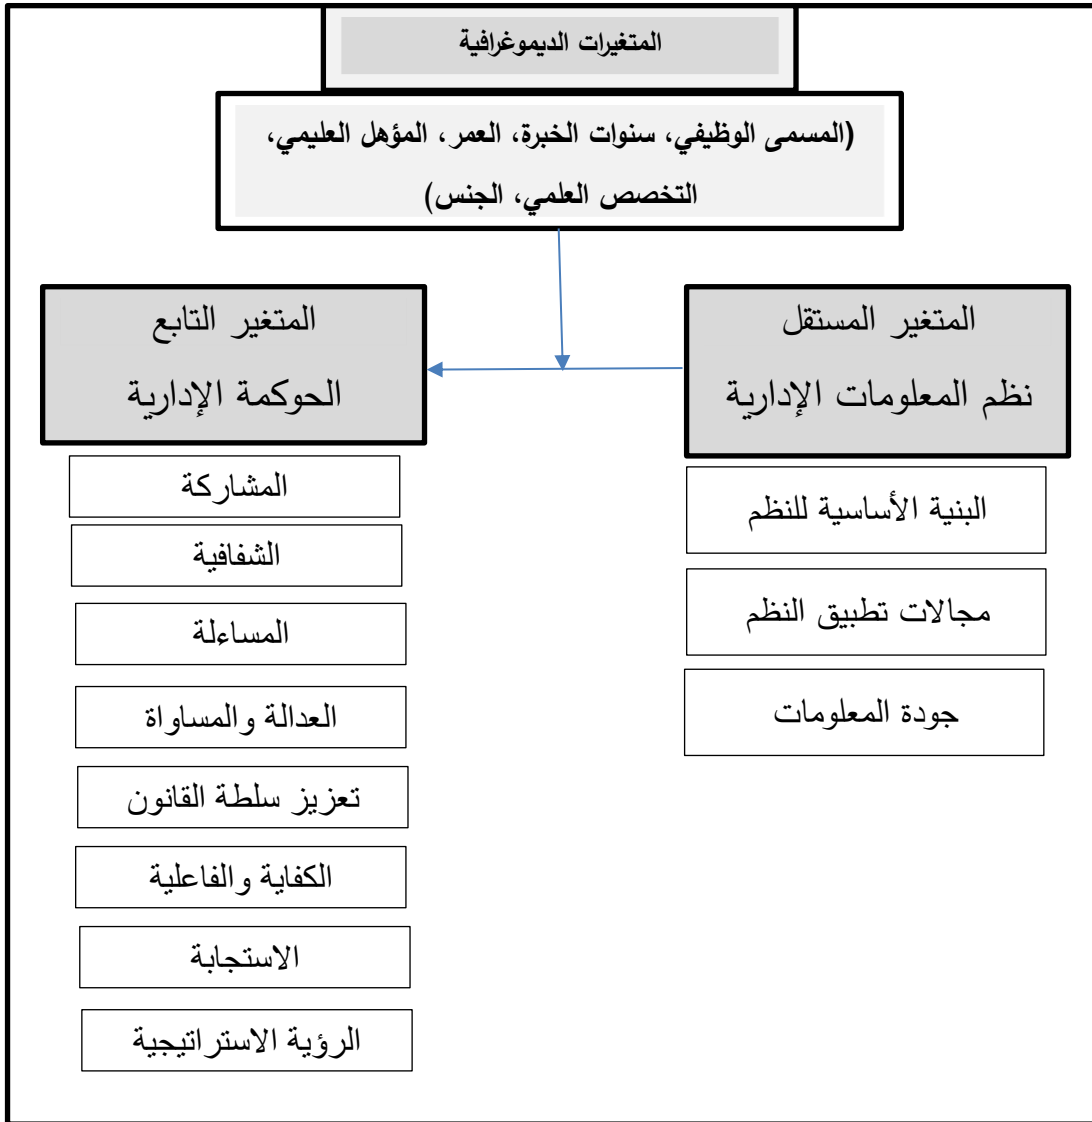 المتغيرات الديموغرافية
(المسمى الوظيفي، سنوات الخبرة، العمر، المؤهل العليمي،
التخصص العلمي، الجنس)
المتغير المستقل
نظم المعلومات الإدارية
البنية الأساسية للنظم
مجالات تطبيق النظم
جودة المعلومات
المتغير التابع
الحوكمة الإدارية
المشاركة
الشفافية
المساءلة
العدالة والمساواة
تعزيز سلطة القانون
الكفاية والفاعلية
الاستجابة
الرؤية الاستراتيجية